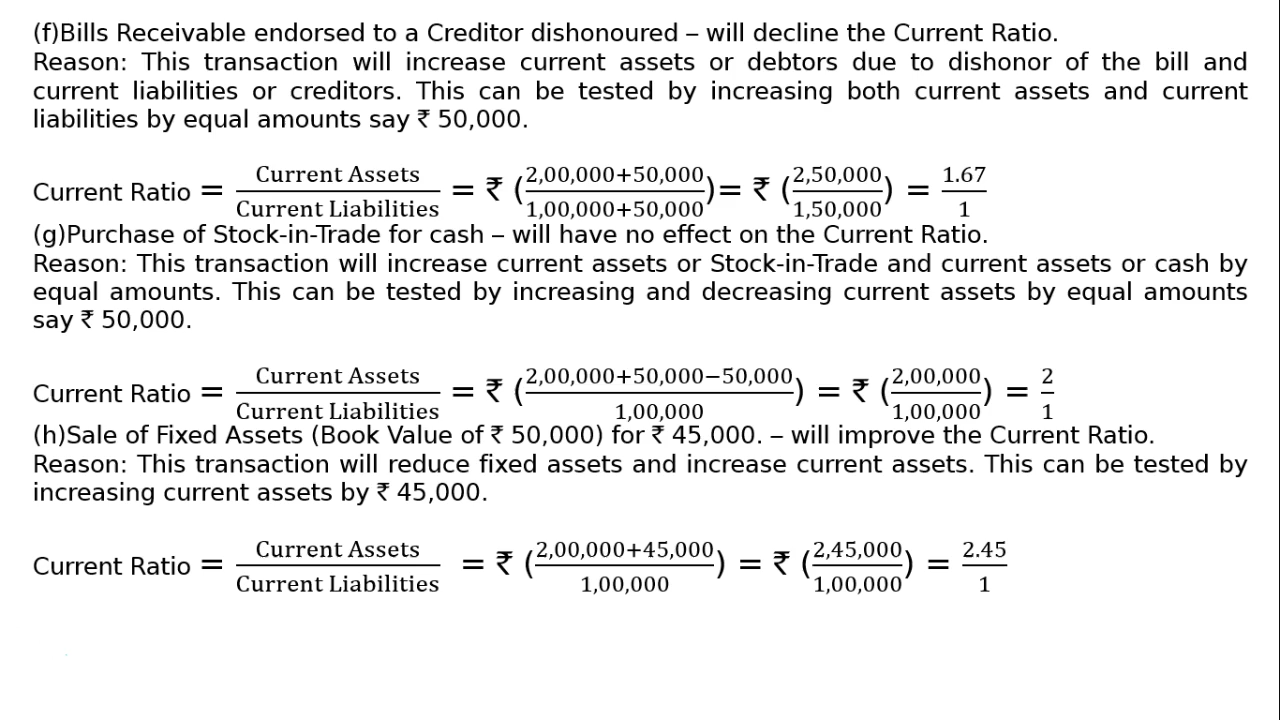 (f)Bills Receivable endorsed to a Creditor dishonoured – will decline the Current Ratio.
Reason: This transaction will increase current assets or debtors due to dishonor of the bill and
current liabilities or creditors. This can be tested by increasing both current assets and current
liabilities by equal amounts say ₹ 50,000.
Current Ratio = Current Assets/Current Liabilities = ₹ (2,00,000+50,000/1,00,000+50,000)= ₹ (2,50,000/1,50,000) = 1.67/1
(g)Purchase of Stock-in-Trade for cash – will have no effect on the Current Ratio.
Reason: This transaction will increase current assets or Stock-in-Trade and current assets or cash by
equal amounts. This can be tested by increasing and decreasing current assets by equal amounts
say ₹ 50,000.
Current Ratio = Current Assets/Current Liabilities = ₹ (2,00,000+50,000−50,000/1,00,000) = ₹ (2,00,000/1,00,000) = 2/1
(h)Sale of Fixed Assets (Book Value of ₹ 50,000) for ₹ 45,000. – will improve the Current Ratio.
Reason: This transaction will reduce fixed assets and increase current assets. This can be tested by
increasing current assets by ₹ 45,000.
Current Ratio = Current Assets/Current Liabilities = ₹ (2,00,000+45,000/1,00,000) = ₹ (2,45,000/1,00,000) = 2.45/1